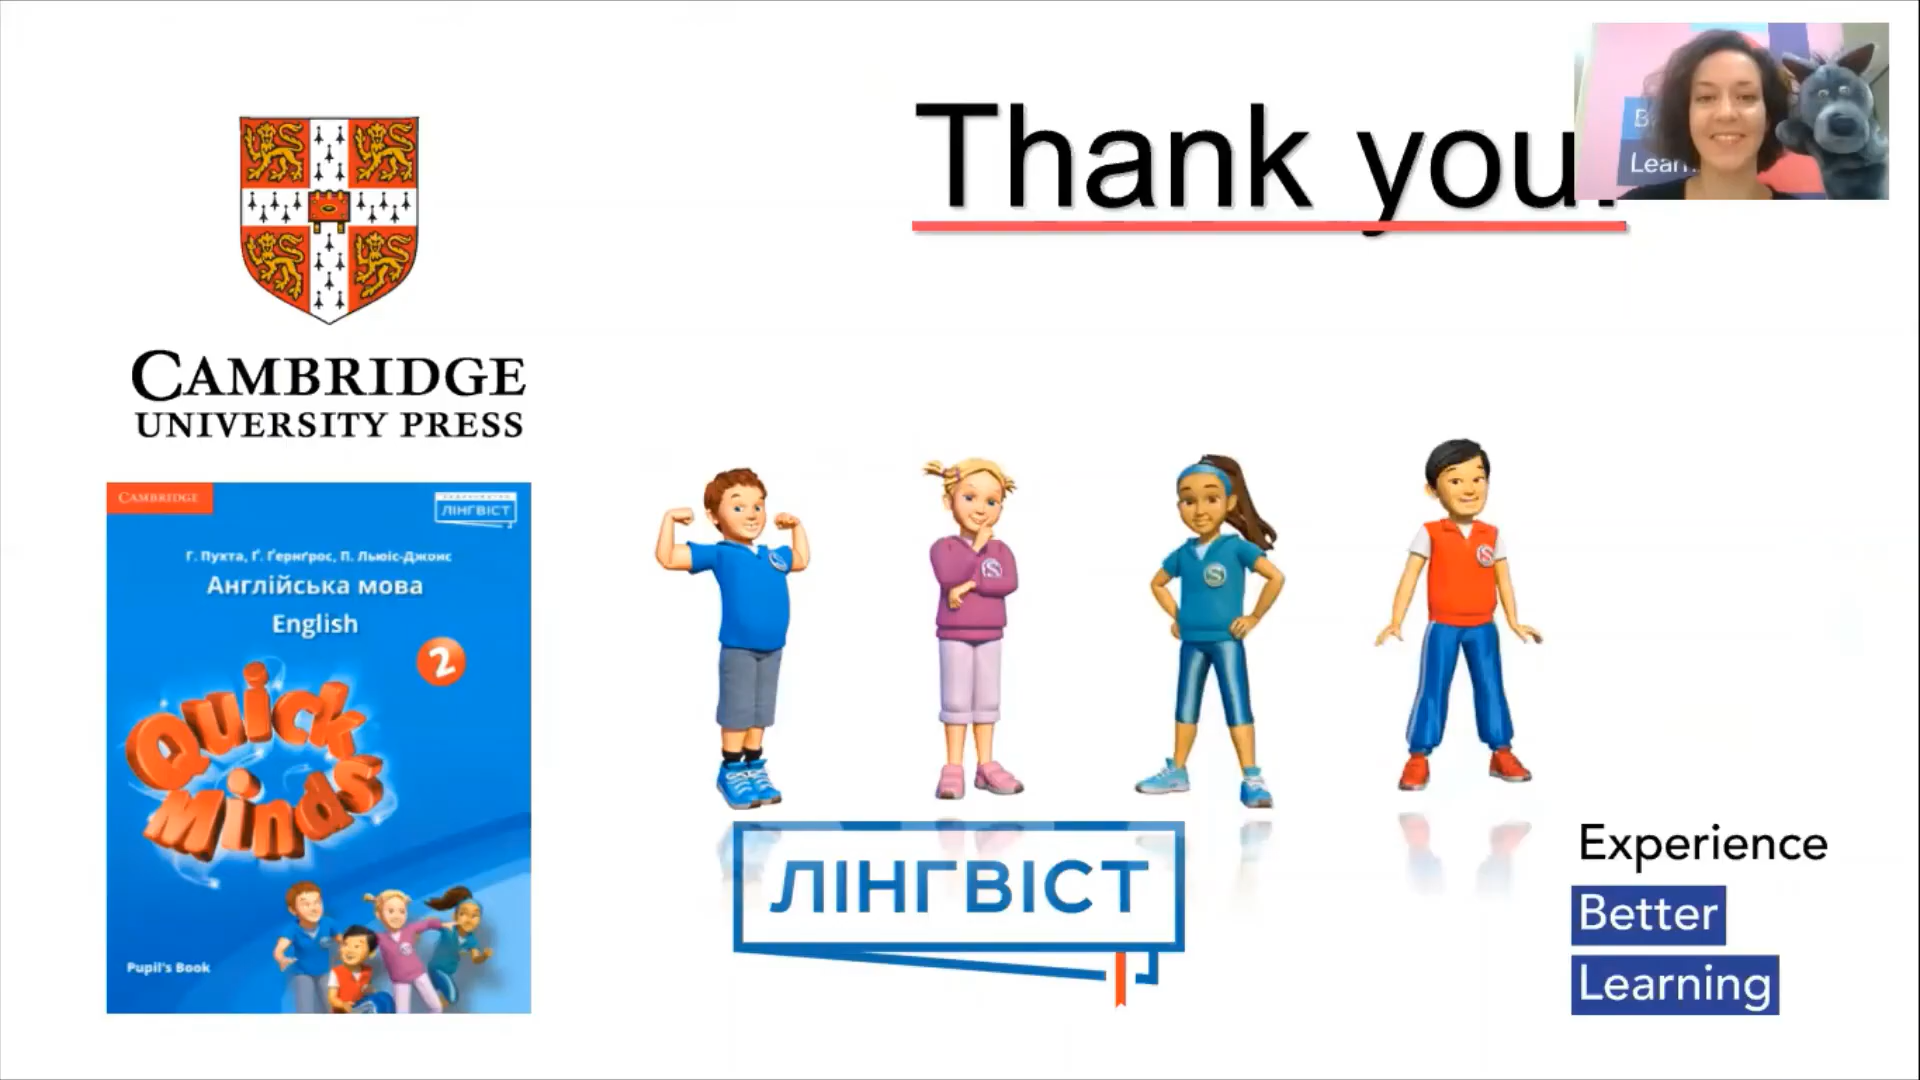 Thank you
Lear
CAMBRIDGE
UNIVERSITY PRESS
CAMBRIDGE
ЛІНГВІСТ
Г. Пухта, Ґ. Ґернґрос, П. Льюіс-Джонс
Англійська мова
English
2
Quick
Minds
Pupil's Book
ЛІНГВІСТ
Experience
Better
Learning